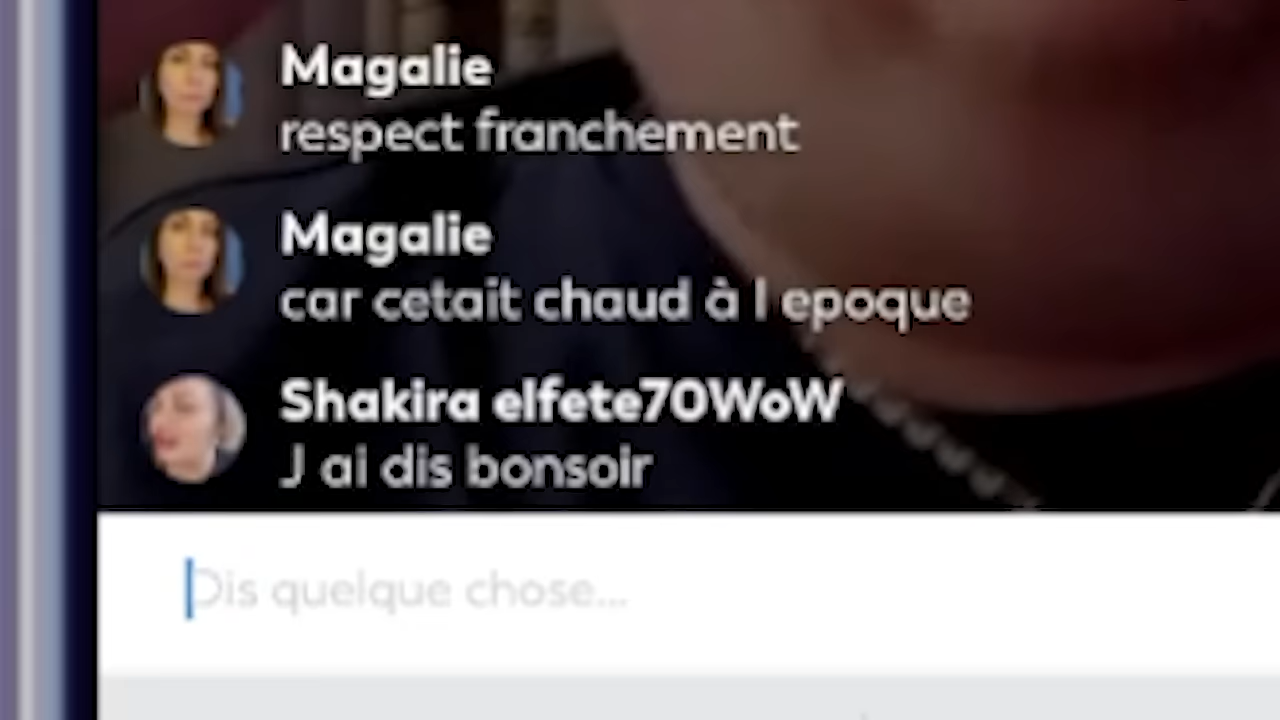 Magalie
respect franchement
Magalie
car cetait chaud à l epoque
Shakira elfete70WoW
J ai dis bonsoir
Dis quelque chose...